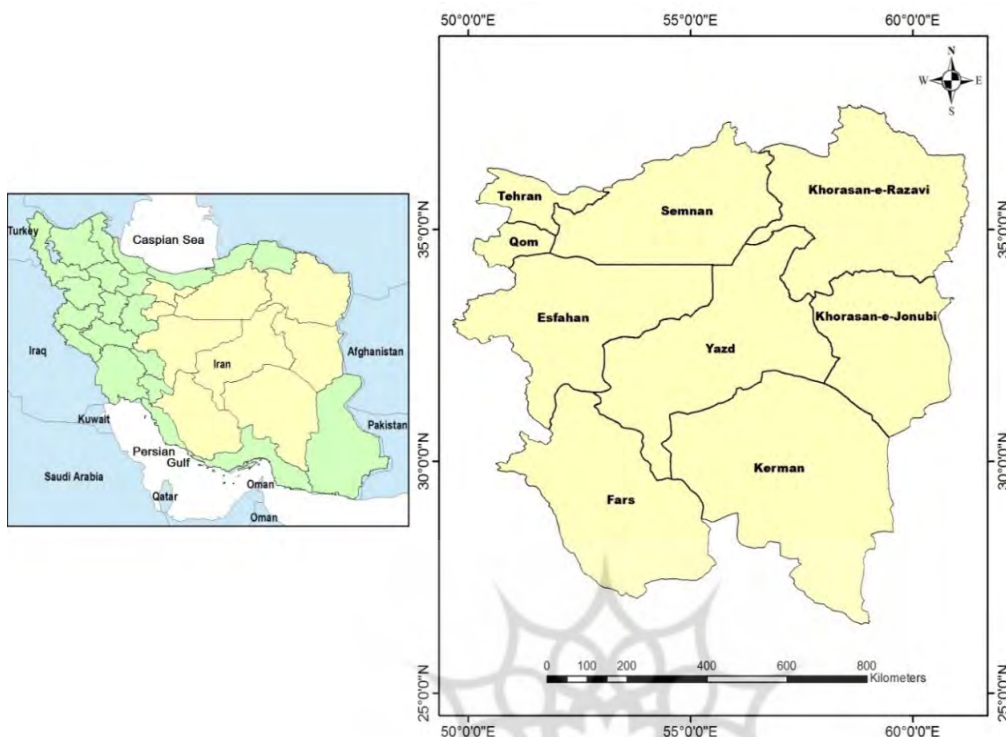 Turkey
Caspian Sea
Iraq
Iran
Afghanistan
Kuwait
Pakistan
Persian
Gulf
Saudi Arabia
Qatar
Oman
Oman
50°0'0"E
55°0'0"E
60°0'0"E
N
W
E
S
Tehran
Semnan
Khorasan-e-Razavi
35°0'0"N
35°0'0"N
Qom
Esfahan
Khorasan-e-Jonubi
Yazd
30°0'0"N
30°0'0"N
Kerman
Fars
0
100
200
400
600
800
Kilometers
25°0'0"N
25°0'0"N
50°0'0"E
55°0'0"E
60°0'0"E